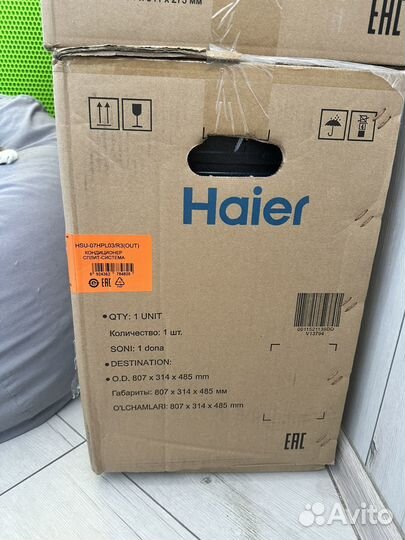 EAC
Haier
HSU-07HPL03/R3(OUT)
КОНДИЦИОНЕР
СПЛИТ-СИСТЕМА
EAC
QTY: 1 UNIT
Количество: 1 шт.
SONI: 1 dona
DESTINATION:
O.D. 807 x 314 x 485 mm
Габариты: 807 x 314 x 485 мм
O'LCHAMLARI: 807 x 314 x 485 mm
V13794
EAC
Avito